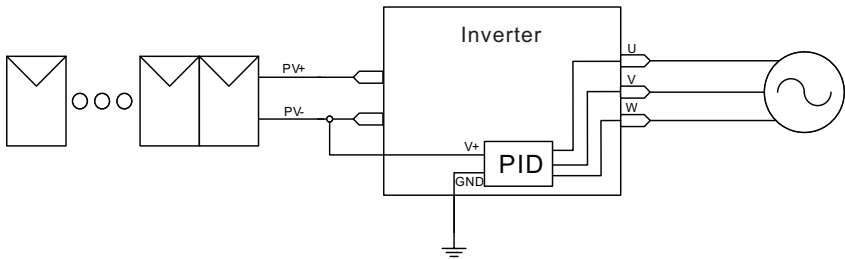 Inverter
U
PV+
V
PV-
W
V+
PID
GND